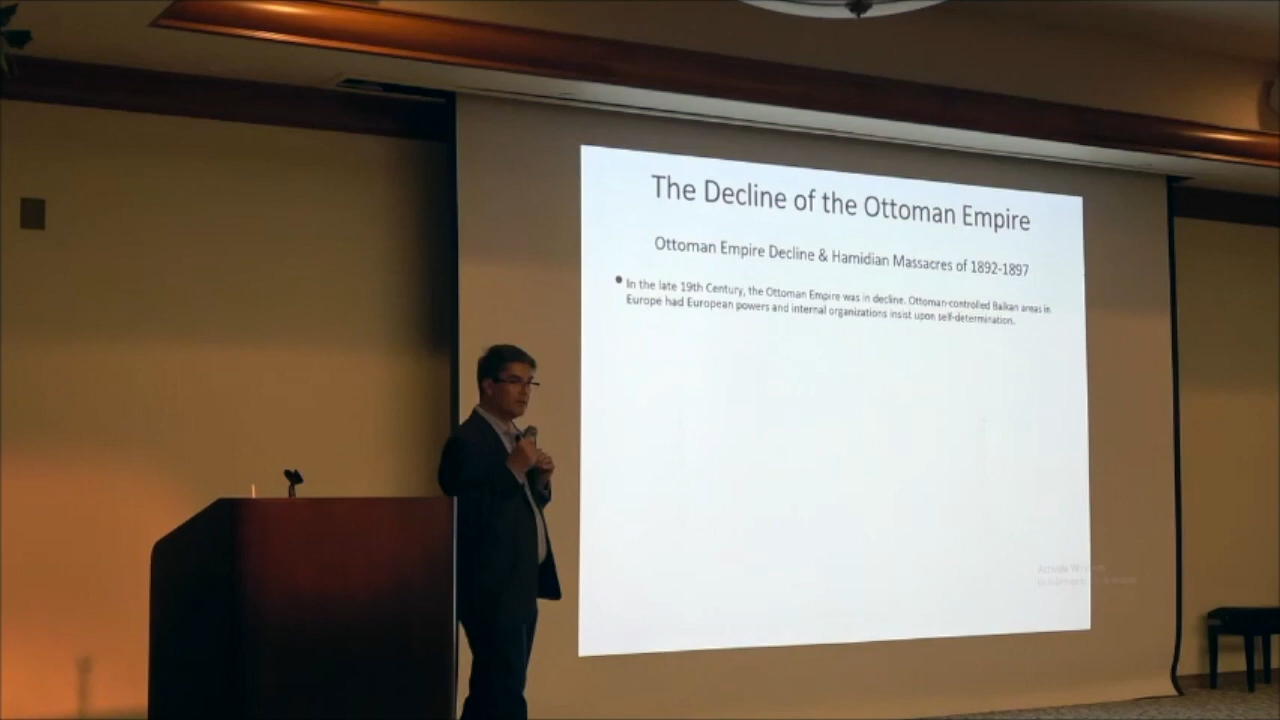 The Decline of the Ottoman Empire
Ottoman Empire Decline & Hamidian Massacres of 1892-1897
• In the late 19th Century, the Ottoman Empire was in decline. Ottoman-controlled Balkan areas in
Europe had European powers and internal organizations insist upon self-determination.
Activate